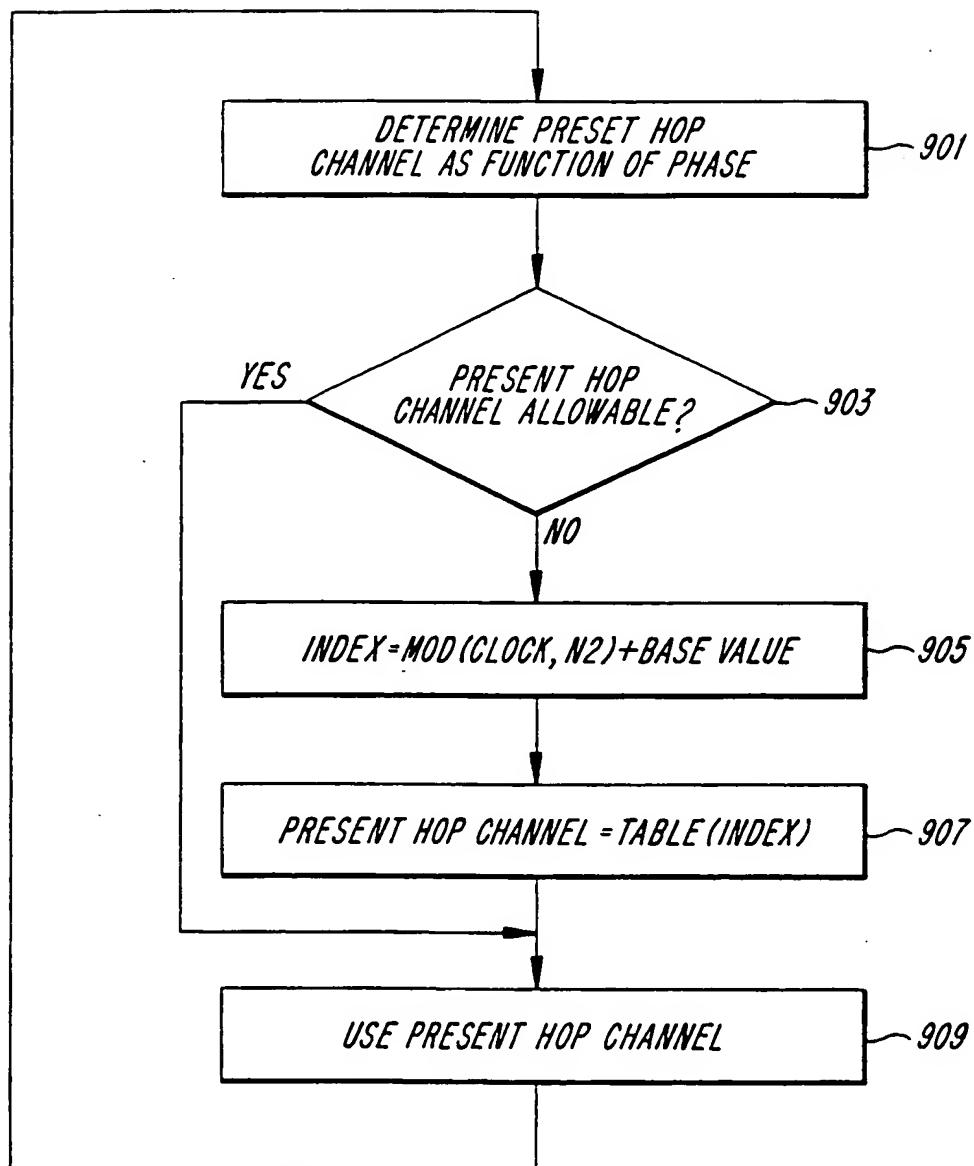 DETERMINE PRESET HOP
CHANNEL AS FUNCTION OF PHASE
901
YES
PRESENT HOP
CHANNEL ALLOWABLE?
903
NO
INDEX=MOD(CLOCK, N2)+BASE VALUE
905
PRESENT HOP CHANNEL=TABLE(INDEX)
907
USE PRESENT HOP CHANNEL
909